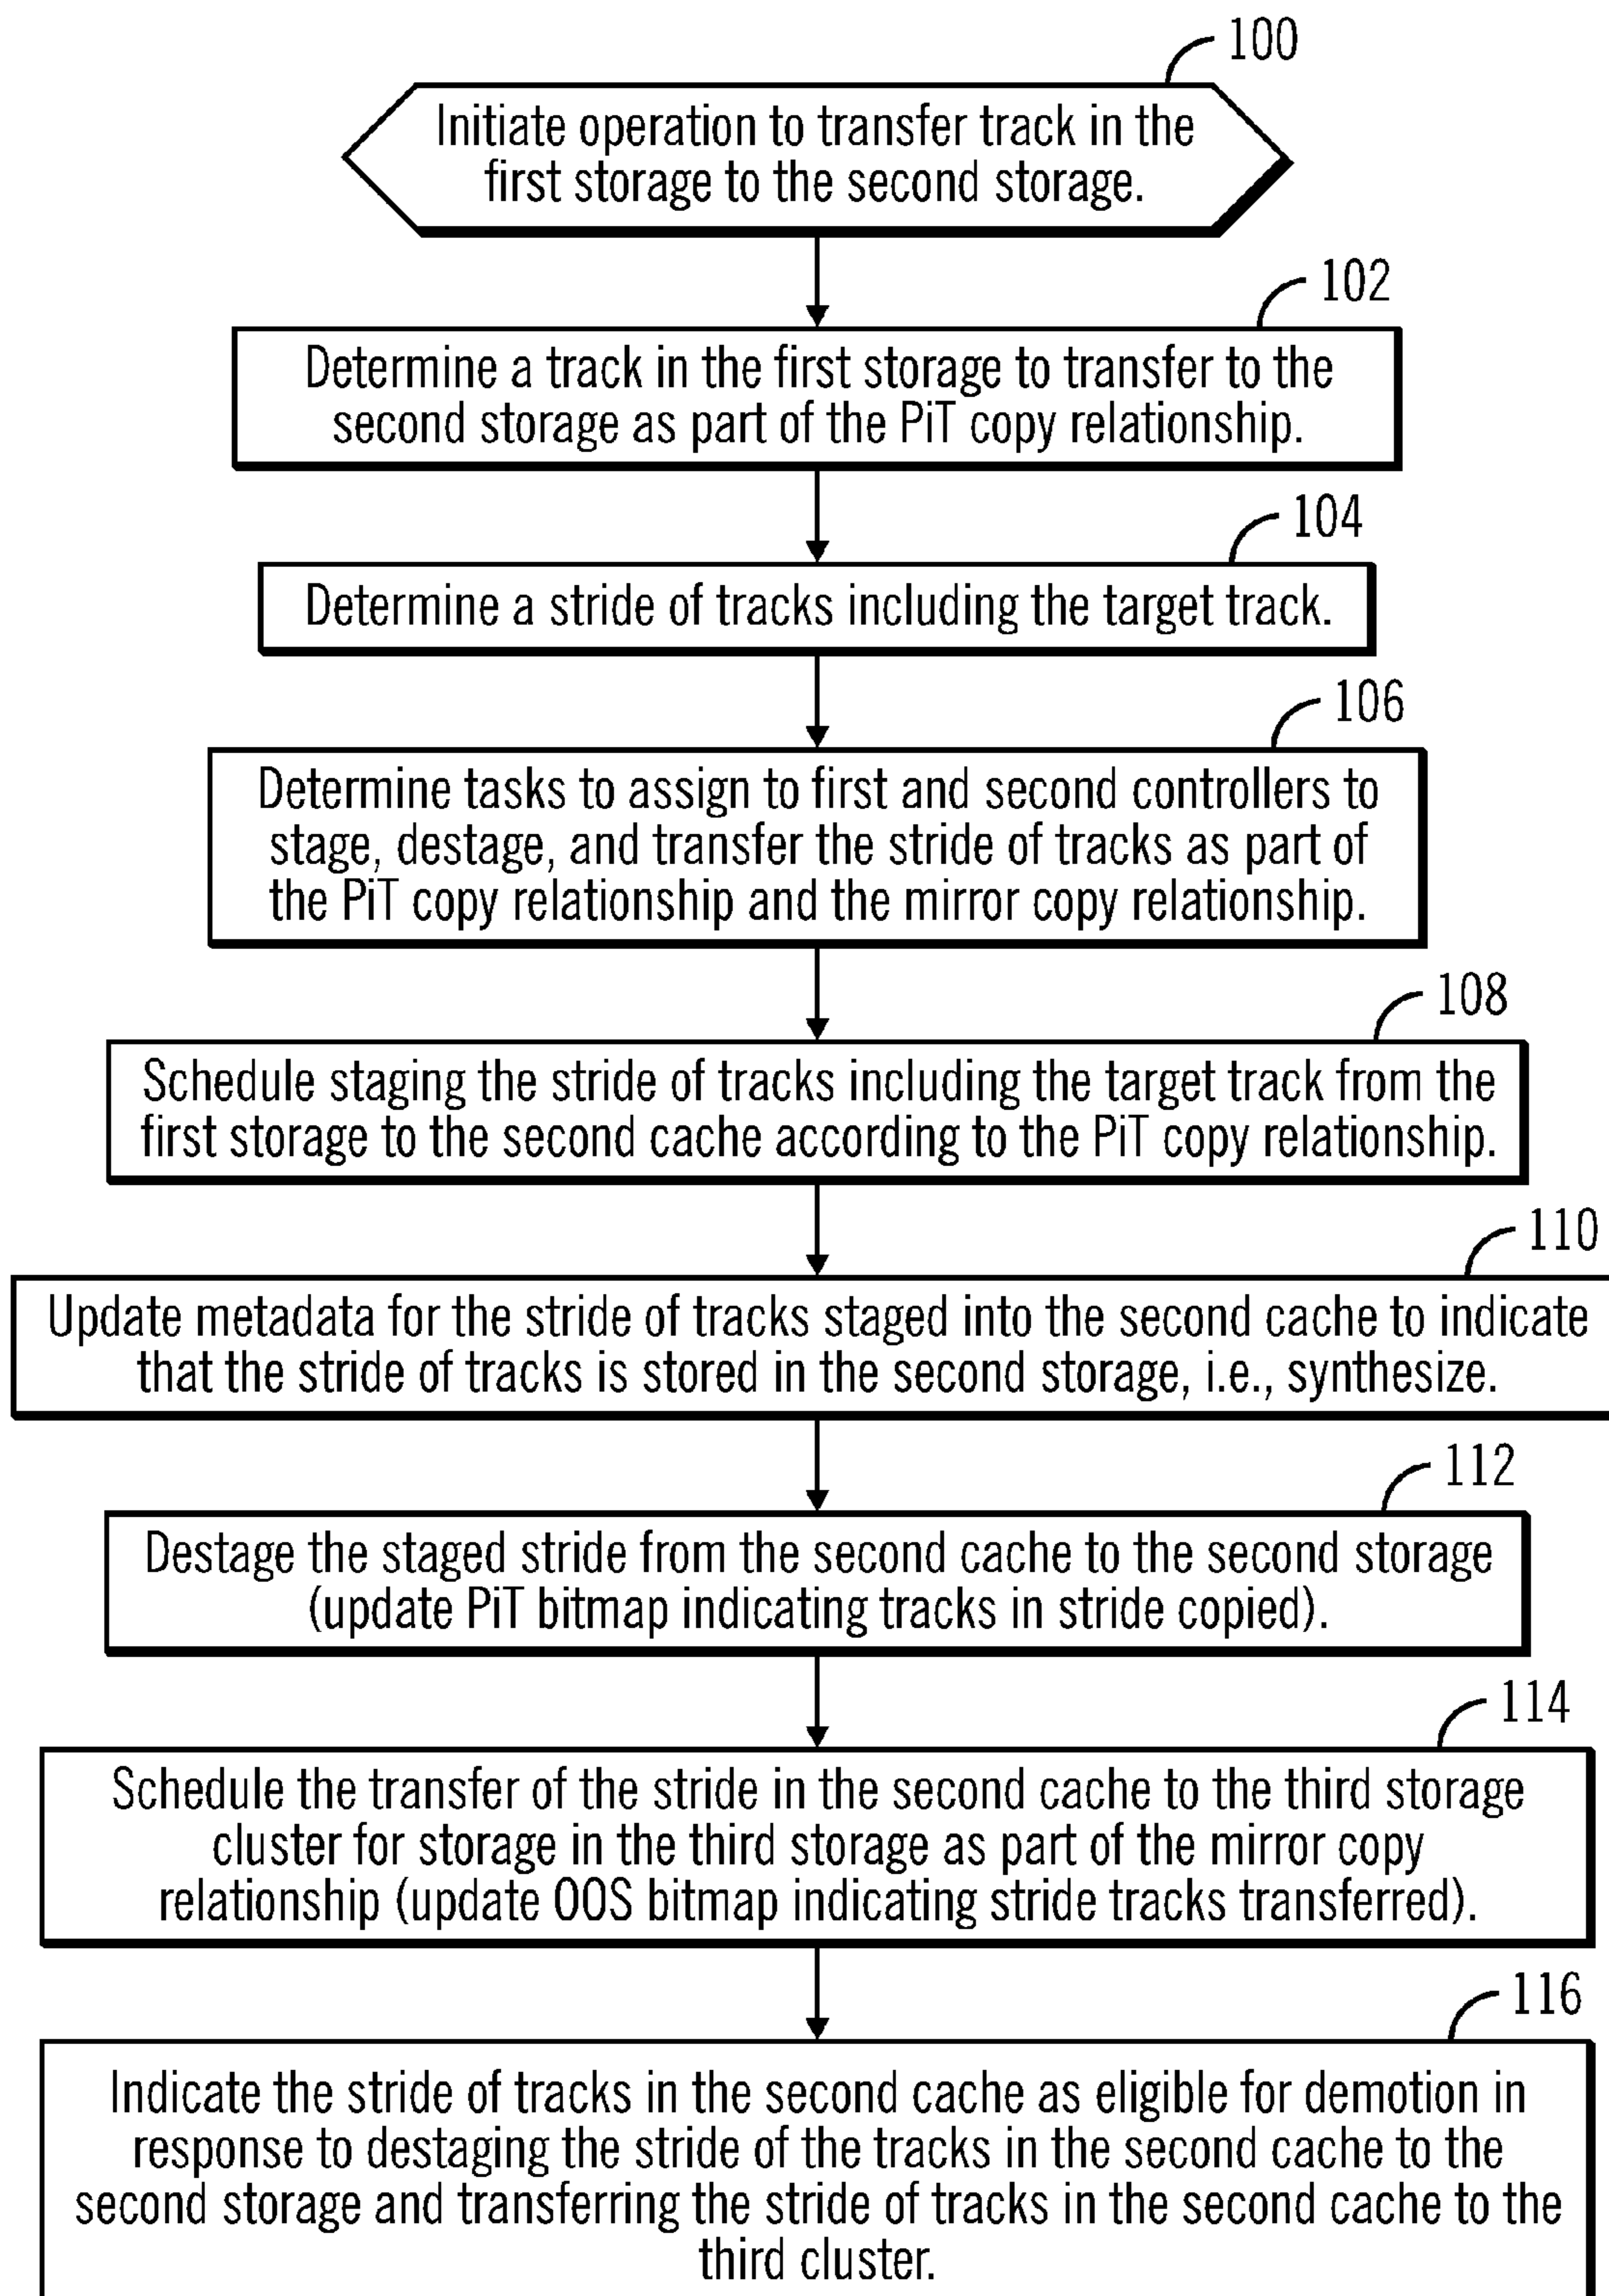 100
Initiate operation to transfer track in the
first storage to the second storage.
102
Determine a track in the first storage to transfer to the
second storage as part of the PiT copy relationship.
104
Determine a stride of tracks including the target track.
106
Determine tasks to assign to first and second controllers to
stage, destage, and transfer the stride of tracks as part of
the PiT copy relationship and the mirror copy relationship.
108
Schedule staging the stride of tracks including the target track from the
first storage to the second cache according to the PiT copy relationship.
110
Update metadata for the stride of tracks staged into the second cache to indicate
that the stride of tracks is stored in the second storage, i.e., synthesize.
112
Destage the staged stride from the second cache to the second storage
(update PiT bitmap indicating tracks in stride copied).
114
Schedule the transfer of the stride in the second cache to the third storage
cluster for storage in the third storage as part of the mirror copy
relationship (update OOS bitmap indicating stride tracks transferred).
116
Indicate the stride of tracks in the second cache as eligible for demotion in
response to destaging the stride of the tracks in the second cache to the
second storage and transferring the stride of tracks in the second cache to the
third cluster.